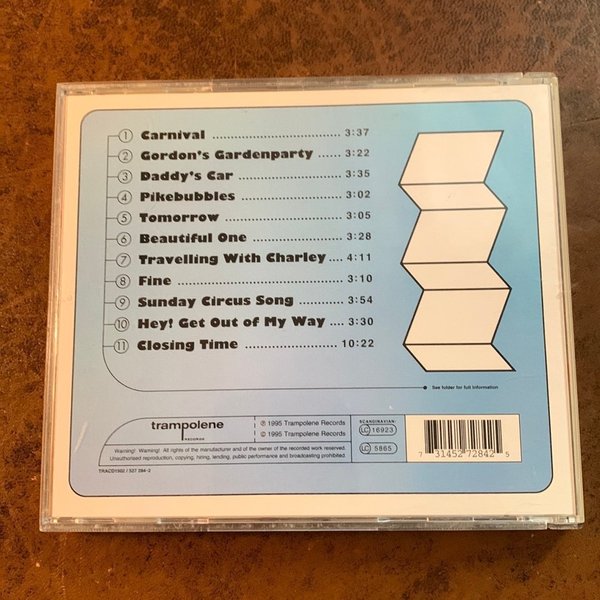 1 Carnival ........................ 3:37
2 Gordon's Gardenparty ...... 3:22
3 Daddy's Car ..................... 3:35
4 Pikebubbles ..................... 3:02
5 Tomorrow ........................ 3:05
6 Beautiful One .................. 3:28
7 Travelling With Charley .... 4:11
8 Fine ................................ 3:10
9 Sunday Circus Song .......... 3:54
10 Hey! Get Out of My Way .... 3:30
11 Closing Time .................. 10:22
See folder for full information
trampolene
RECORDS
℗ 1995 Trampolene Records
© 1995 Trampolene Records
SCANDINAVIAN:
LC 16923
LC 5865
Warning! Warning! All rights of the manufacturer and of the owner of the recorded work reserved.
Unauthorised reproduction, copying, hiring, lending, public performance and broadcasting prohibited.
TRACD1902 / 527 284-2
7 31452 72842 5